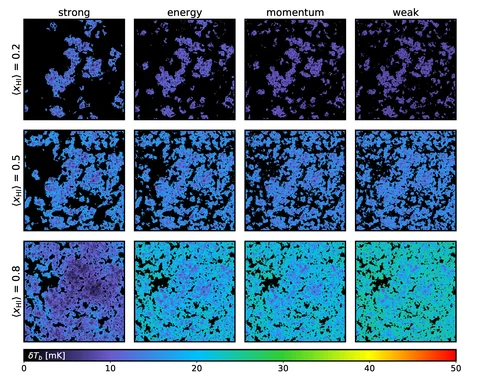 strong energy momentum weak
⟨x_HI⟩ = 0.2
⟨x_HI⟩ = 0.5
⟨x_HI⟩ = 0.8
δT_b [mK]
0 10 20 30 40 50